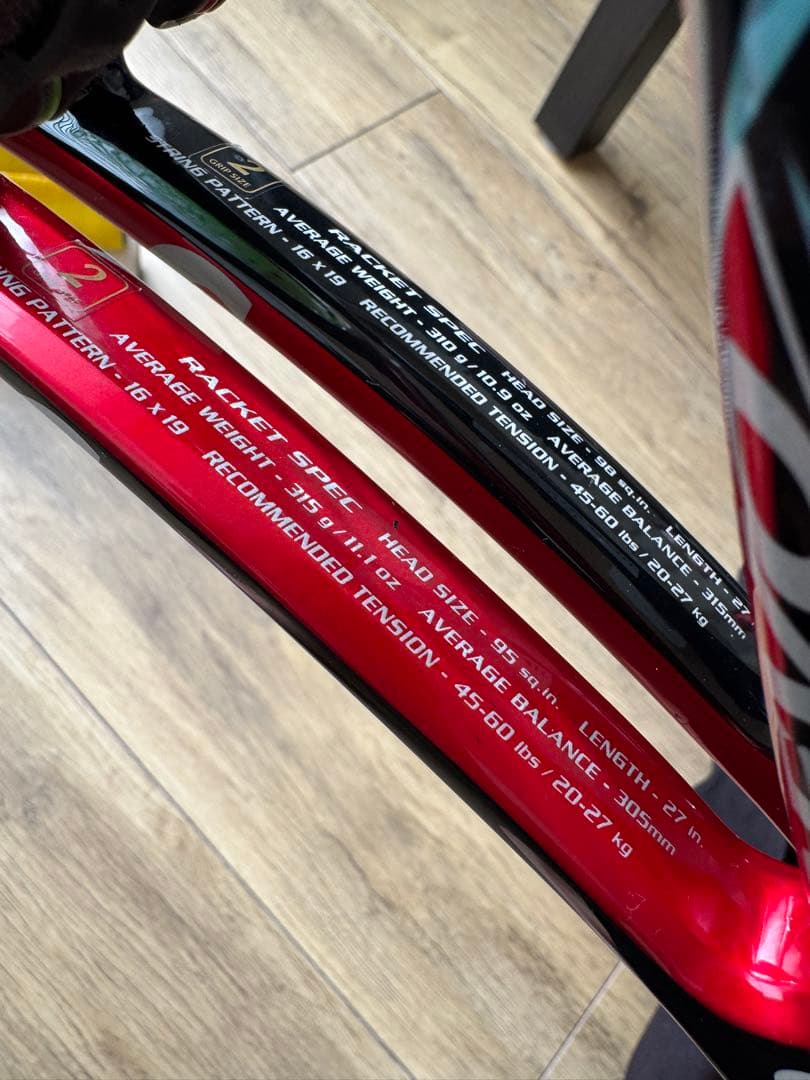 2
GRIP SIZE
RACKET SPEC HEAD SIZE - 98 sq.in. LENGTH - 27
AVERAGE WEIGHT - 310 g / 10.9 oz AVERAGE BALANCE - 315mm
STRING PATTERN - 16 x 19 RECOMMENDED TENSION - 45-60 lbs / 20-27 kg
2
RACKET SPEC HEAD SIZE - 95 sq.in. LENGTH - 27 in.
AVERAGE WEIGHT - 315 g / 11.1 oz AVERAGE BALANCE - 305mm
ING PATTERN - 16 x 19 RECOMMENDED TENSION - 45-60 lbs / 20-27 kg